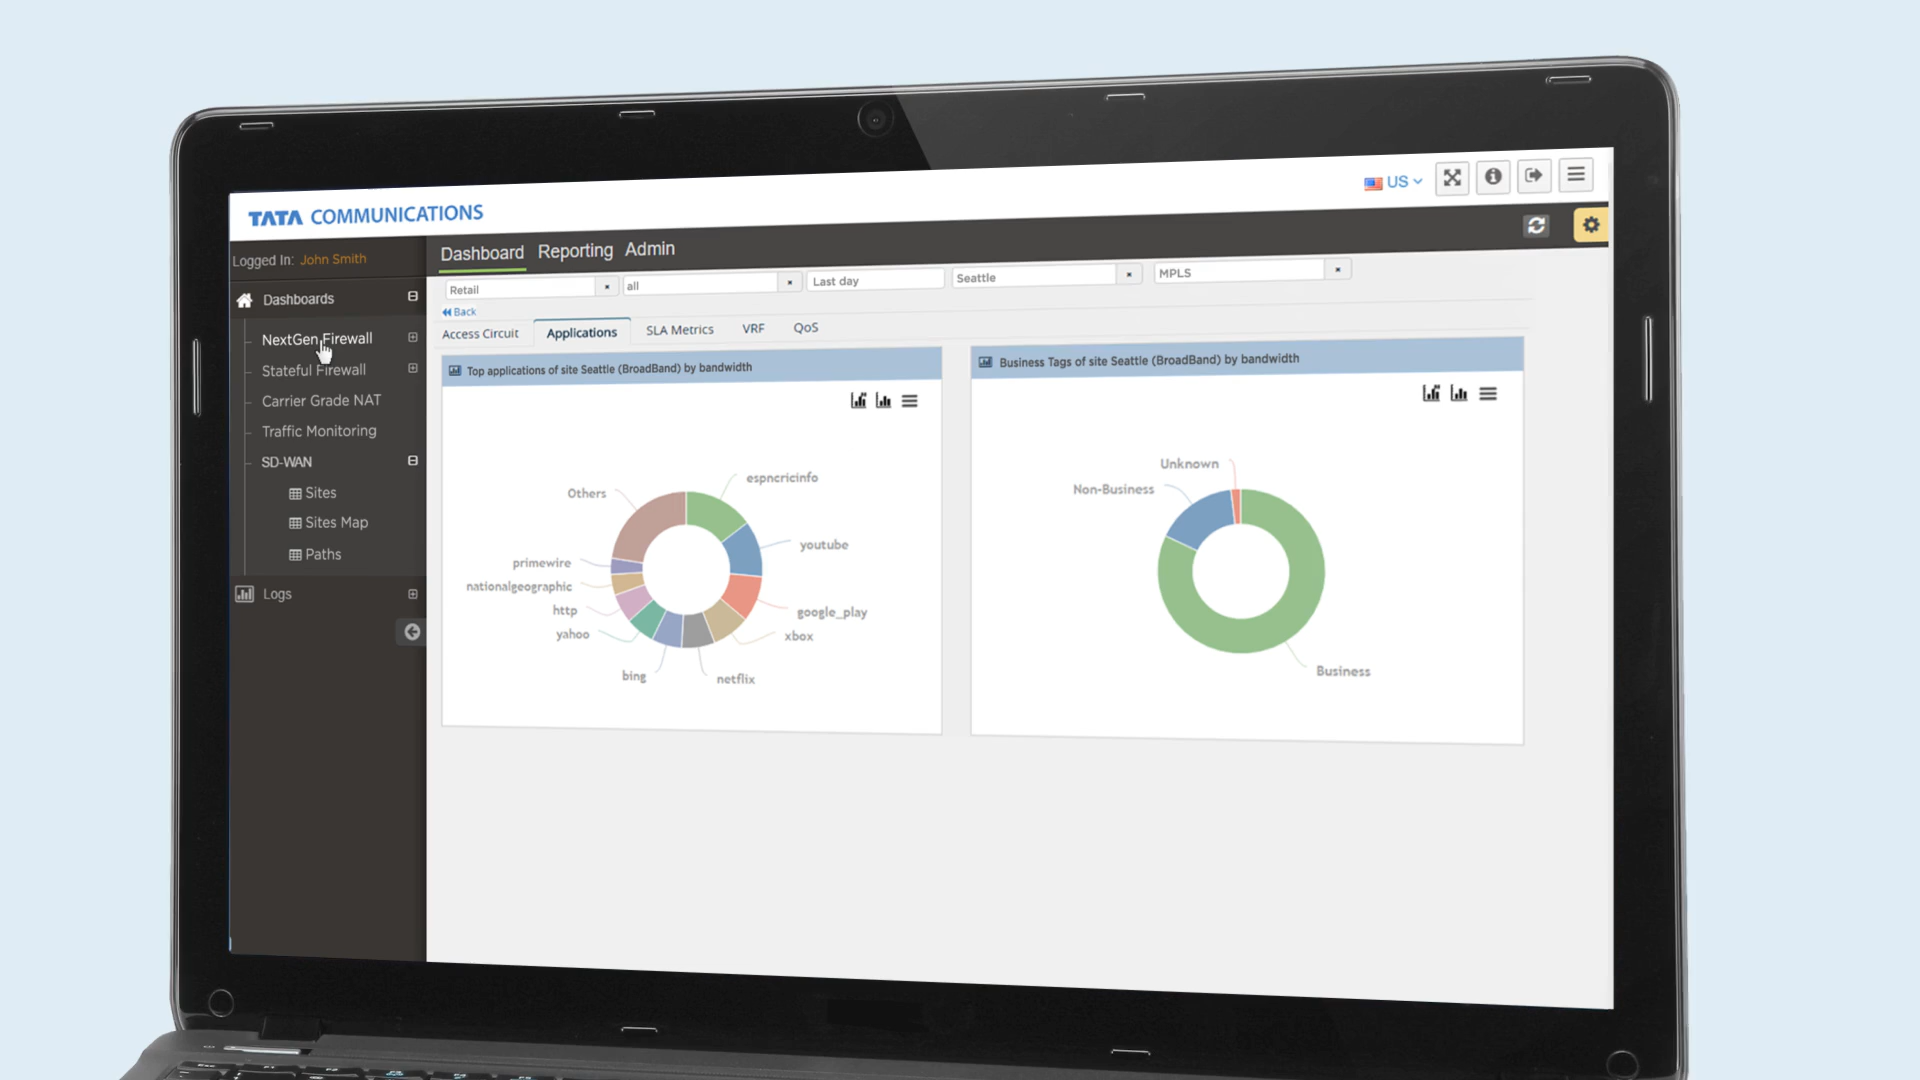 US
TATA COMMUNICATIONS
Logged In: John Smith
Dashboard Reporting Admin
Retail
all
Last day
Seattle
MPLS
Back
Access Circuit
Applications
SLA Metrics
VRF
QoS
Dashboards
NextGen Firewall
Stateful Firewall
Carrier Grade NAT
Traffic Monitoring
SD-WAN
Sites
Sites Map
Paths
Logs
Top applications of site Seattle (BroadBand) by bandwidth
espncricinfo
Others
youtube
primewire
nationalgeographic
http
google_play
yahoo
xbox
bing
netflix
Business Tags of site Seattle (BroadBand) by bandwidth
Unknown
Non-Business
Business